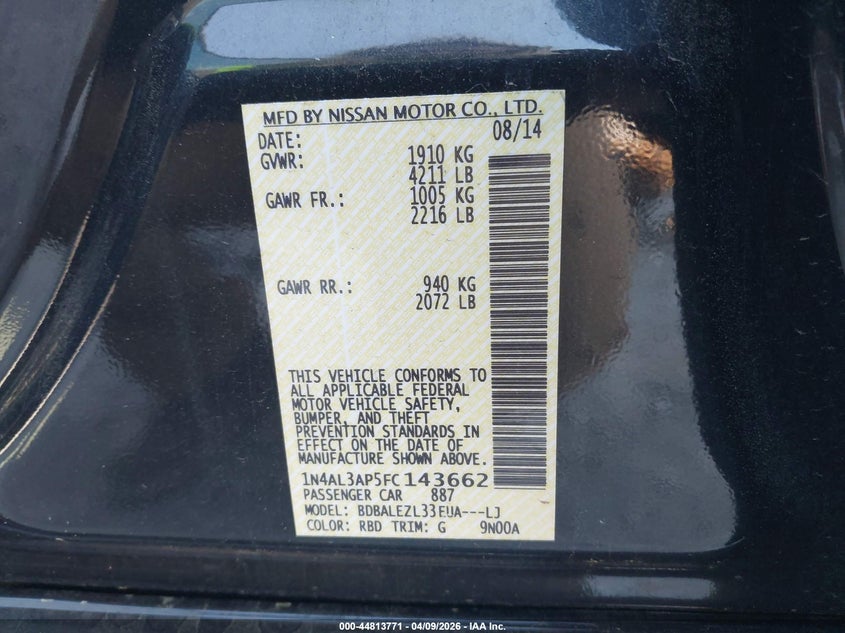 MFD BY NISSAN MOTOR CO., LTD.
DATE: 08/14
GVWR: 1910 KG
4211 LB
GAWR FR.: 1005 KG
2216 LB
GAWR RR.: 940 KG
2072 LB
THIS VEHICLE CONFORMS TO
ALL APPLICABLE FEDERAL
MOTOR VEHICLE SAFETY,
BUMPER, AND THEFT
PREVENTION STANDARDS IN
EFFECT ON THE DATE OF
MANUFACTURE SHOWN ABOVE.
1N4AL3AP5FC143662
PASSENGER CAR 887
MODEL: BDBALEZL33EUA---LJ
COLOR: RBD TRIM: G 9N00A
000-44813771 - 04/09/2026 - IAA Inc.